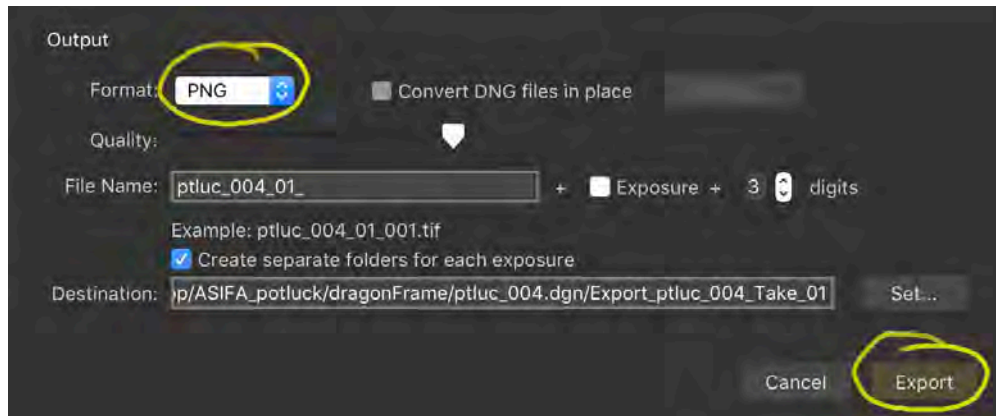 Output
Format: PNG Convert DNG files in place
Quality:
File Name: ptluc_004_01_ + Exposure + 3 digits
Example: ptluc_004_01_001.tif
Create separate folders for each exposure
Destination: op/ASIFA_potluck/dragonFrame/ptluc_004.dgn/Export_ptluc_004_Take_01 Set...
Cancel Export